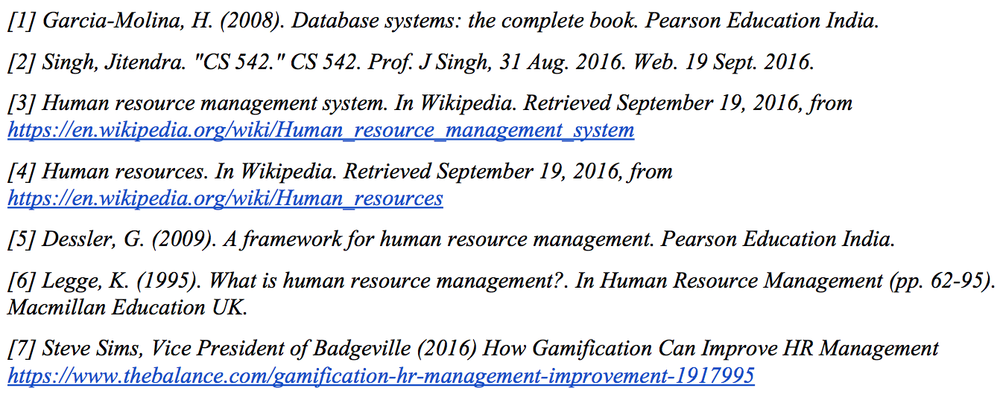 [1] Garcia-Molina, H. (2008). Database systems: the complete book. Pearson Education India.
[2] Singh, Jitendra. "CS 542." CS 542. Prof. J Singh, 31 Aug. 2016. Web. 19 Sept. 2016.
[3] Human resource management system. In Wikipedia. Retrieved September 19, 2016, from
https://en.wikipedia.org/wiki/Human_resource_management_system
[4] Human resources. In Wikipedia. Retrieved September 19, 2016, from
https://en.wikipedia.org/wiki/Human_resources
[5] Dessler, G. (2009). A framework for human resource management. Pearson Education India.
[6] Legge, K. (1995). What is human resource management?. In Human Resource Management (pp. 62-95).
Macmillan Education UK.
[7] Steve Sims, Vice President of Badgeville (2016) How Gamification Can Improve HR Management
https://www.thebalance.com/gamification-hr-management-improvement-1917995